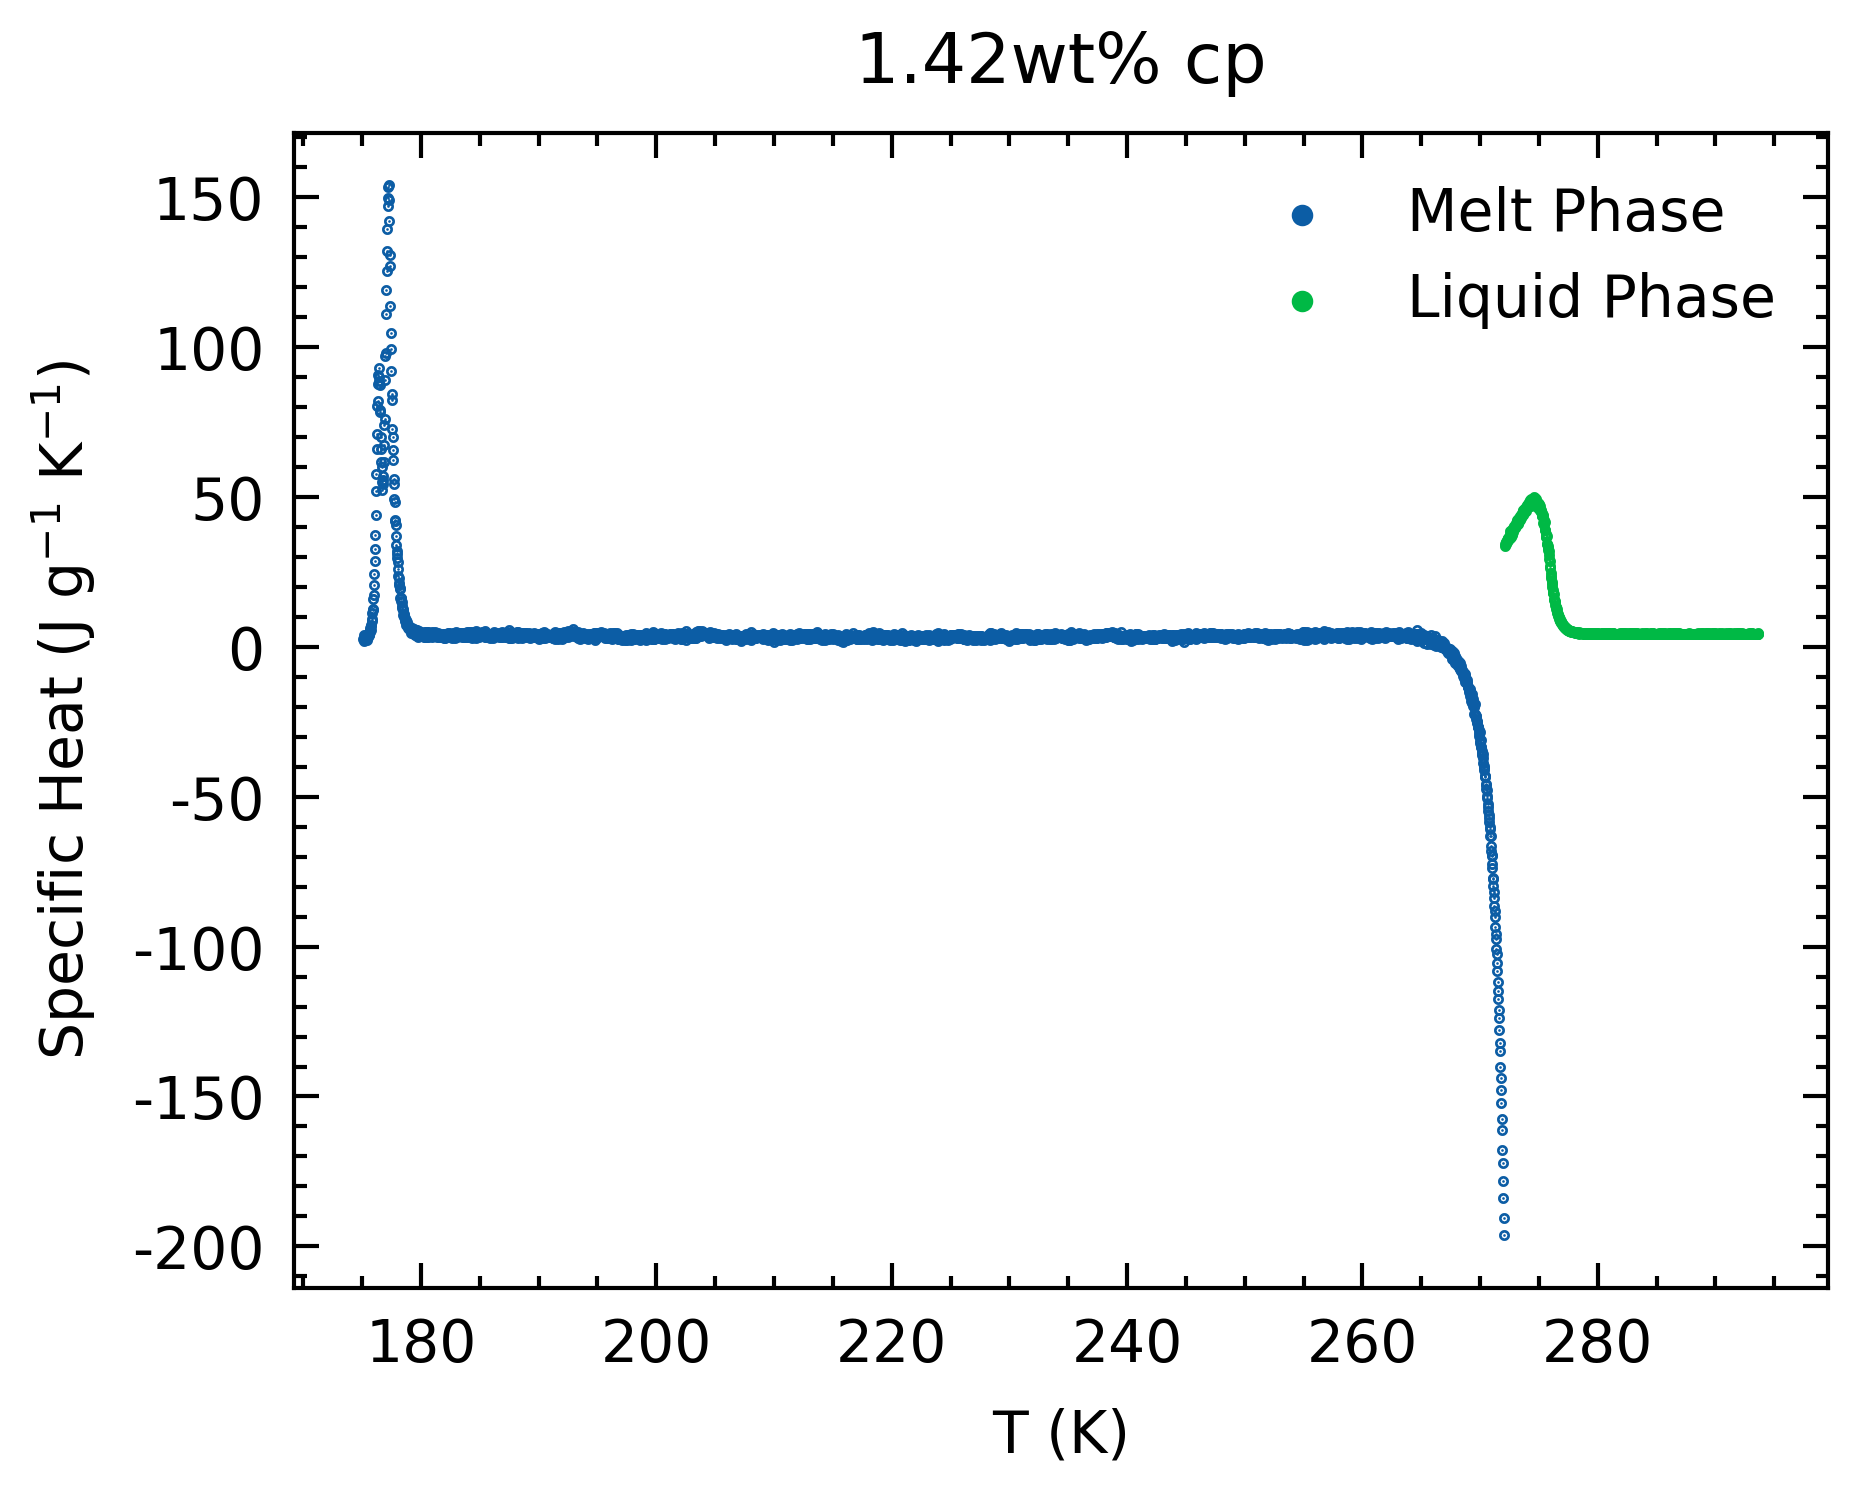 1.42wt% cp
Melt Phase
Liquid Phase
150
100
50
0
-50
-100
-150
-200
Specific Heat (J g⁻¹ K⁻¹)
180 200 220 240 260 280
T (K)